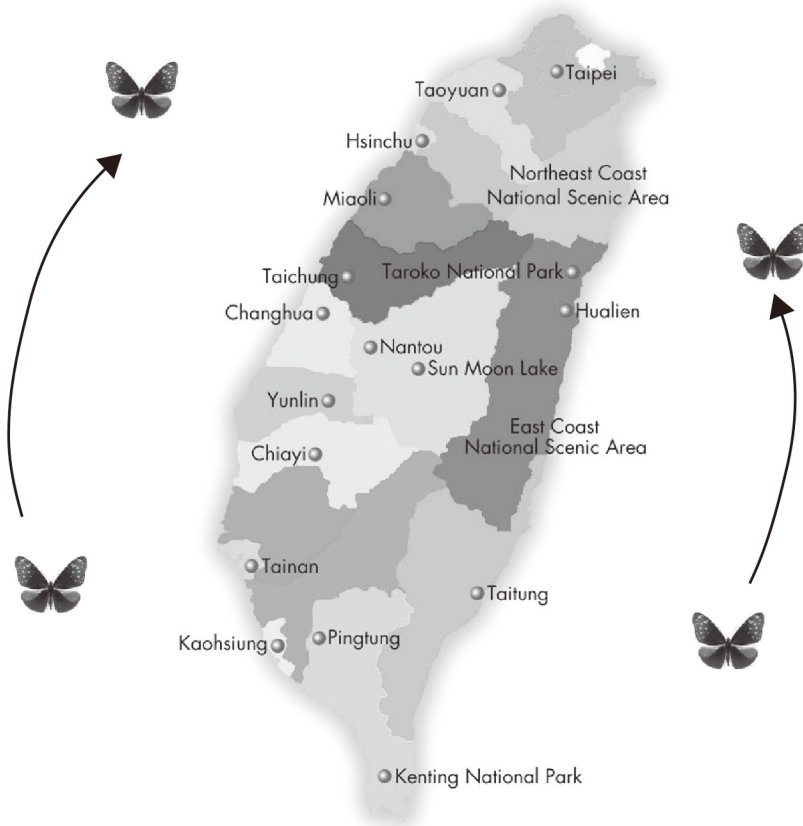 Taipei
Taoyuan
Hsinchu
Northeast Coast
National Scenic Area
Miaoli
Taroko National Park
Taichung
Changhua
Hualien
Nantou
Sun Moon Lake
Yunlin
East Coast
National Scenic Area
Chiayi
Tainan
Taitung
Kaohsiung
Pingtung
Kenting National Park